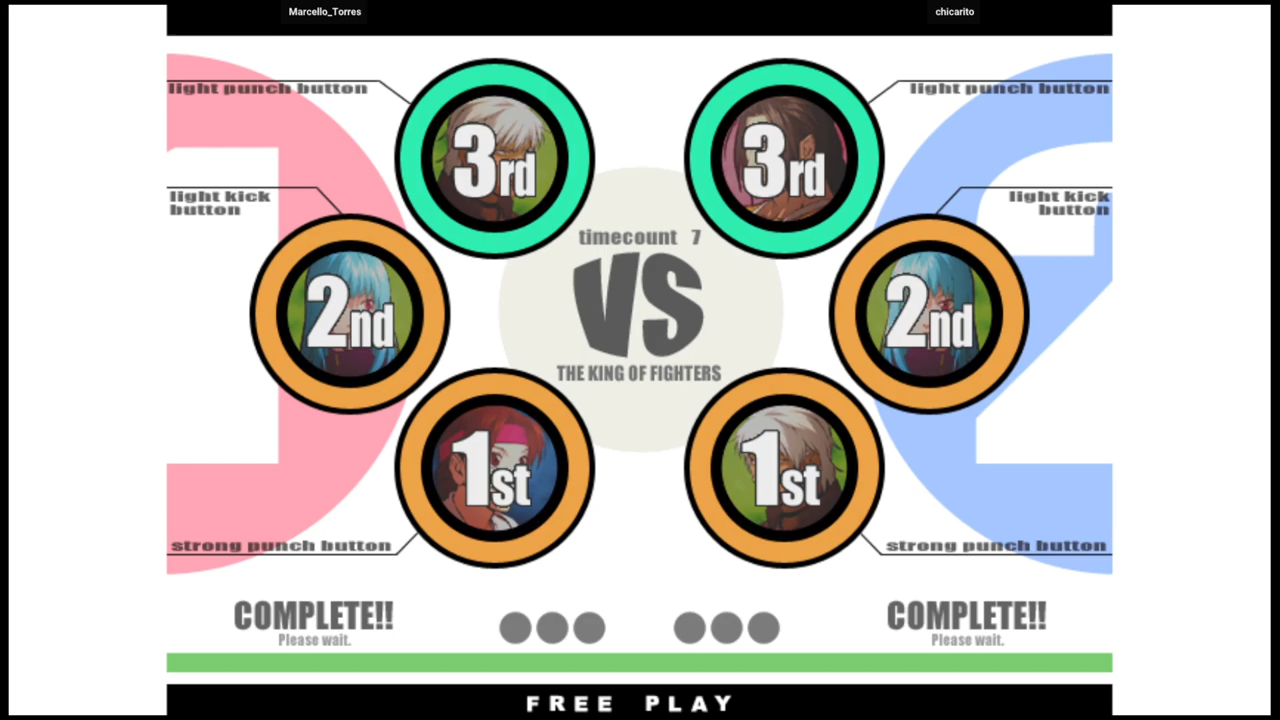 Marcello_Torres
chicarito
light punch button
3rd
3rd
light punch button
light kick
button
light kick
button
timecount 7
VS
THE KING OF FIGHTERS
2nd
2nd
1
2
1st
1st
strong punch button
strong punch button
COMPLETE!!
Please wait.
COMPLETE!!
Please wait.
FREE PLAY